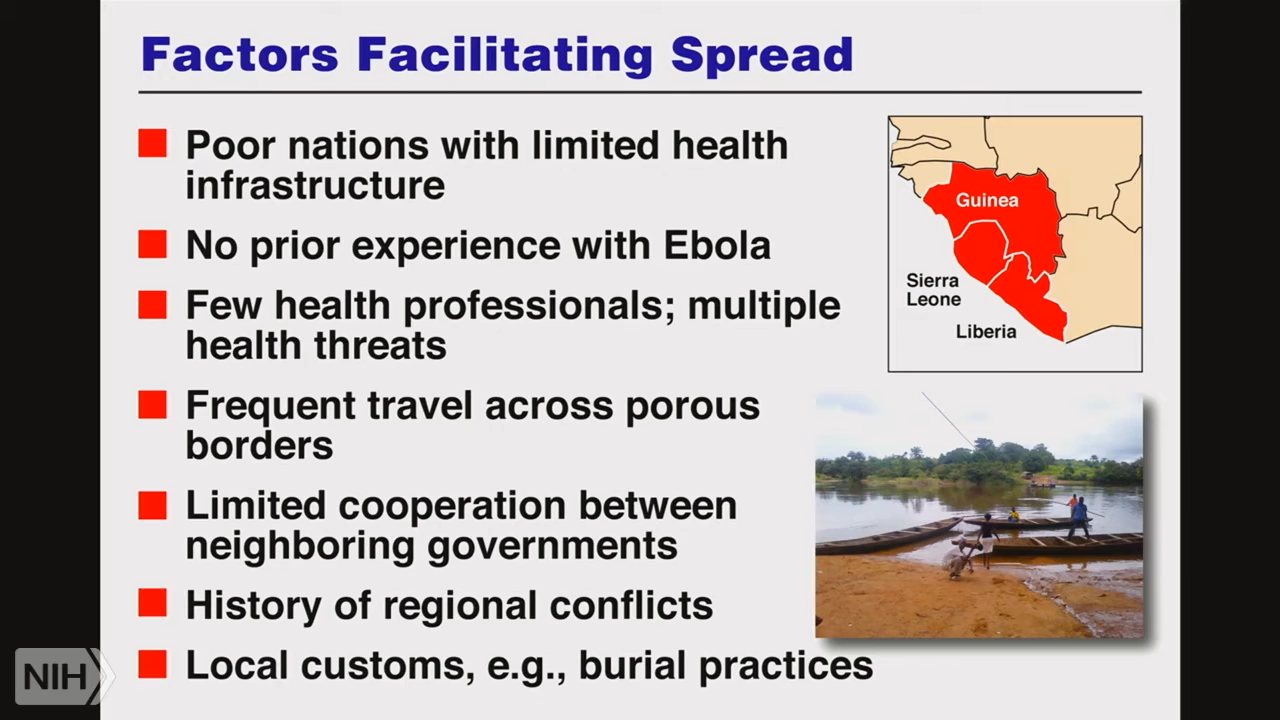 Factors Facilitating Spread
Poor nations with limited health
infrastructure
No prior experience with Ebola
Few health professionals; multiple
health threats
Frequent travel across porous
borders
Limited cooperation between
neighboring governments
History of regional conflicts
Local customs, e.g., burial practices
Guinea
Sierra
Leone
Liberia
NIH